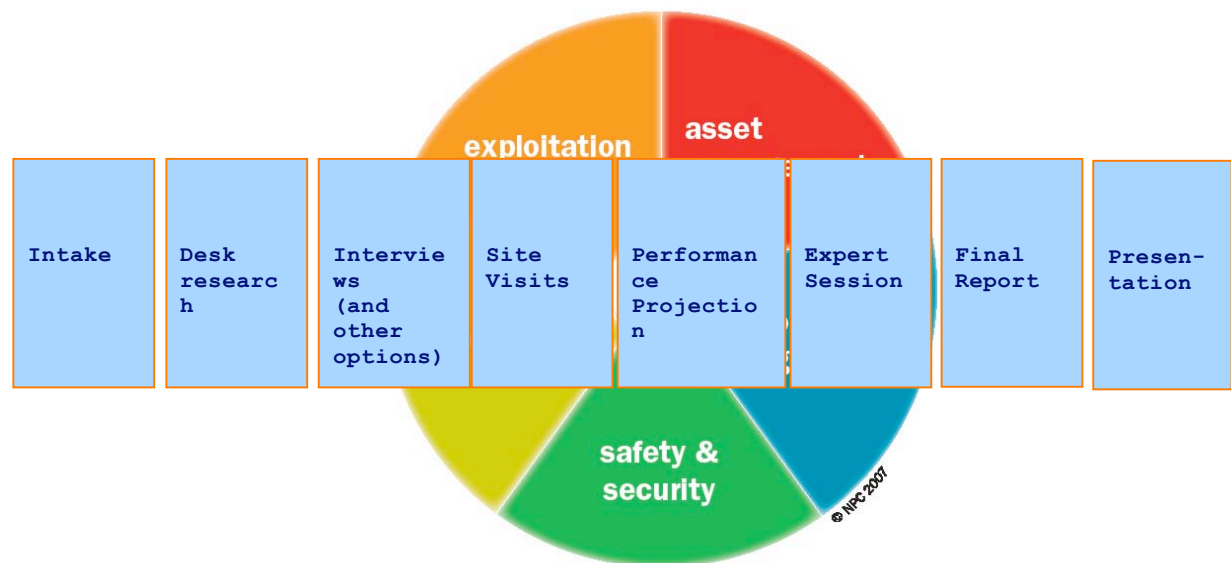 exploitation
asset
Intake
Desk
researc
h
Intervie
ws
(and
other
options)
Site
Visits
Performan
ce
Projectio
n
Expert
Session
Final
Report
Presen-
tation
safety &
security
© NPC 2007